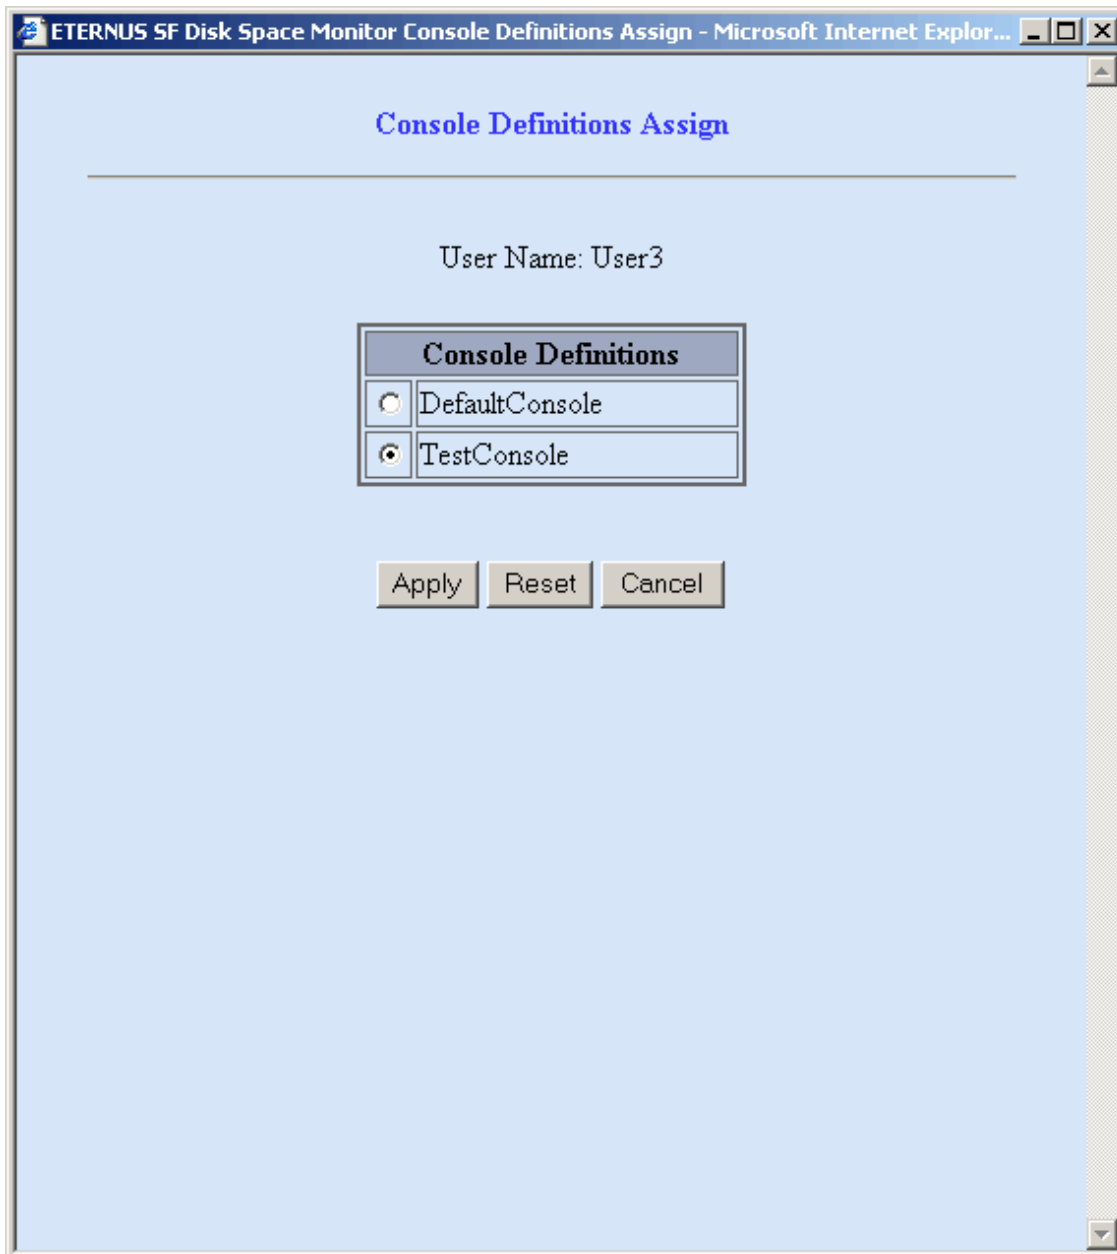 ETERNUS SF Disk Space Monitor Console Definitions Assign - Microsoft Internet Explor...
Console Definitions Assign
User Name: User3
Console Definitions
DefaultConsole
TestConsole
Apply Reset Cancel